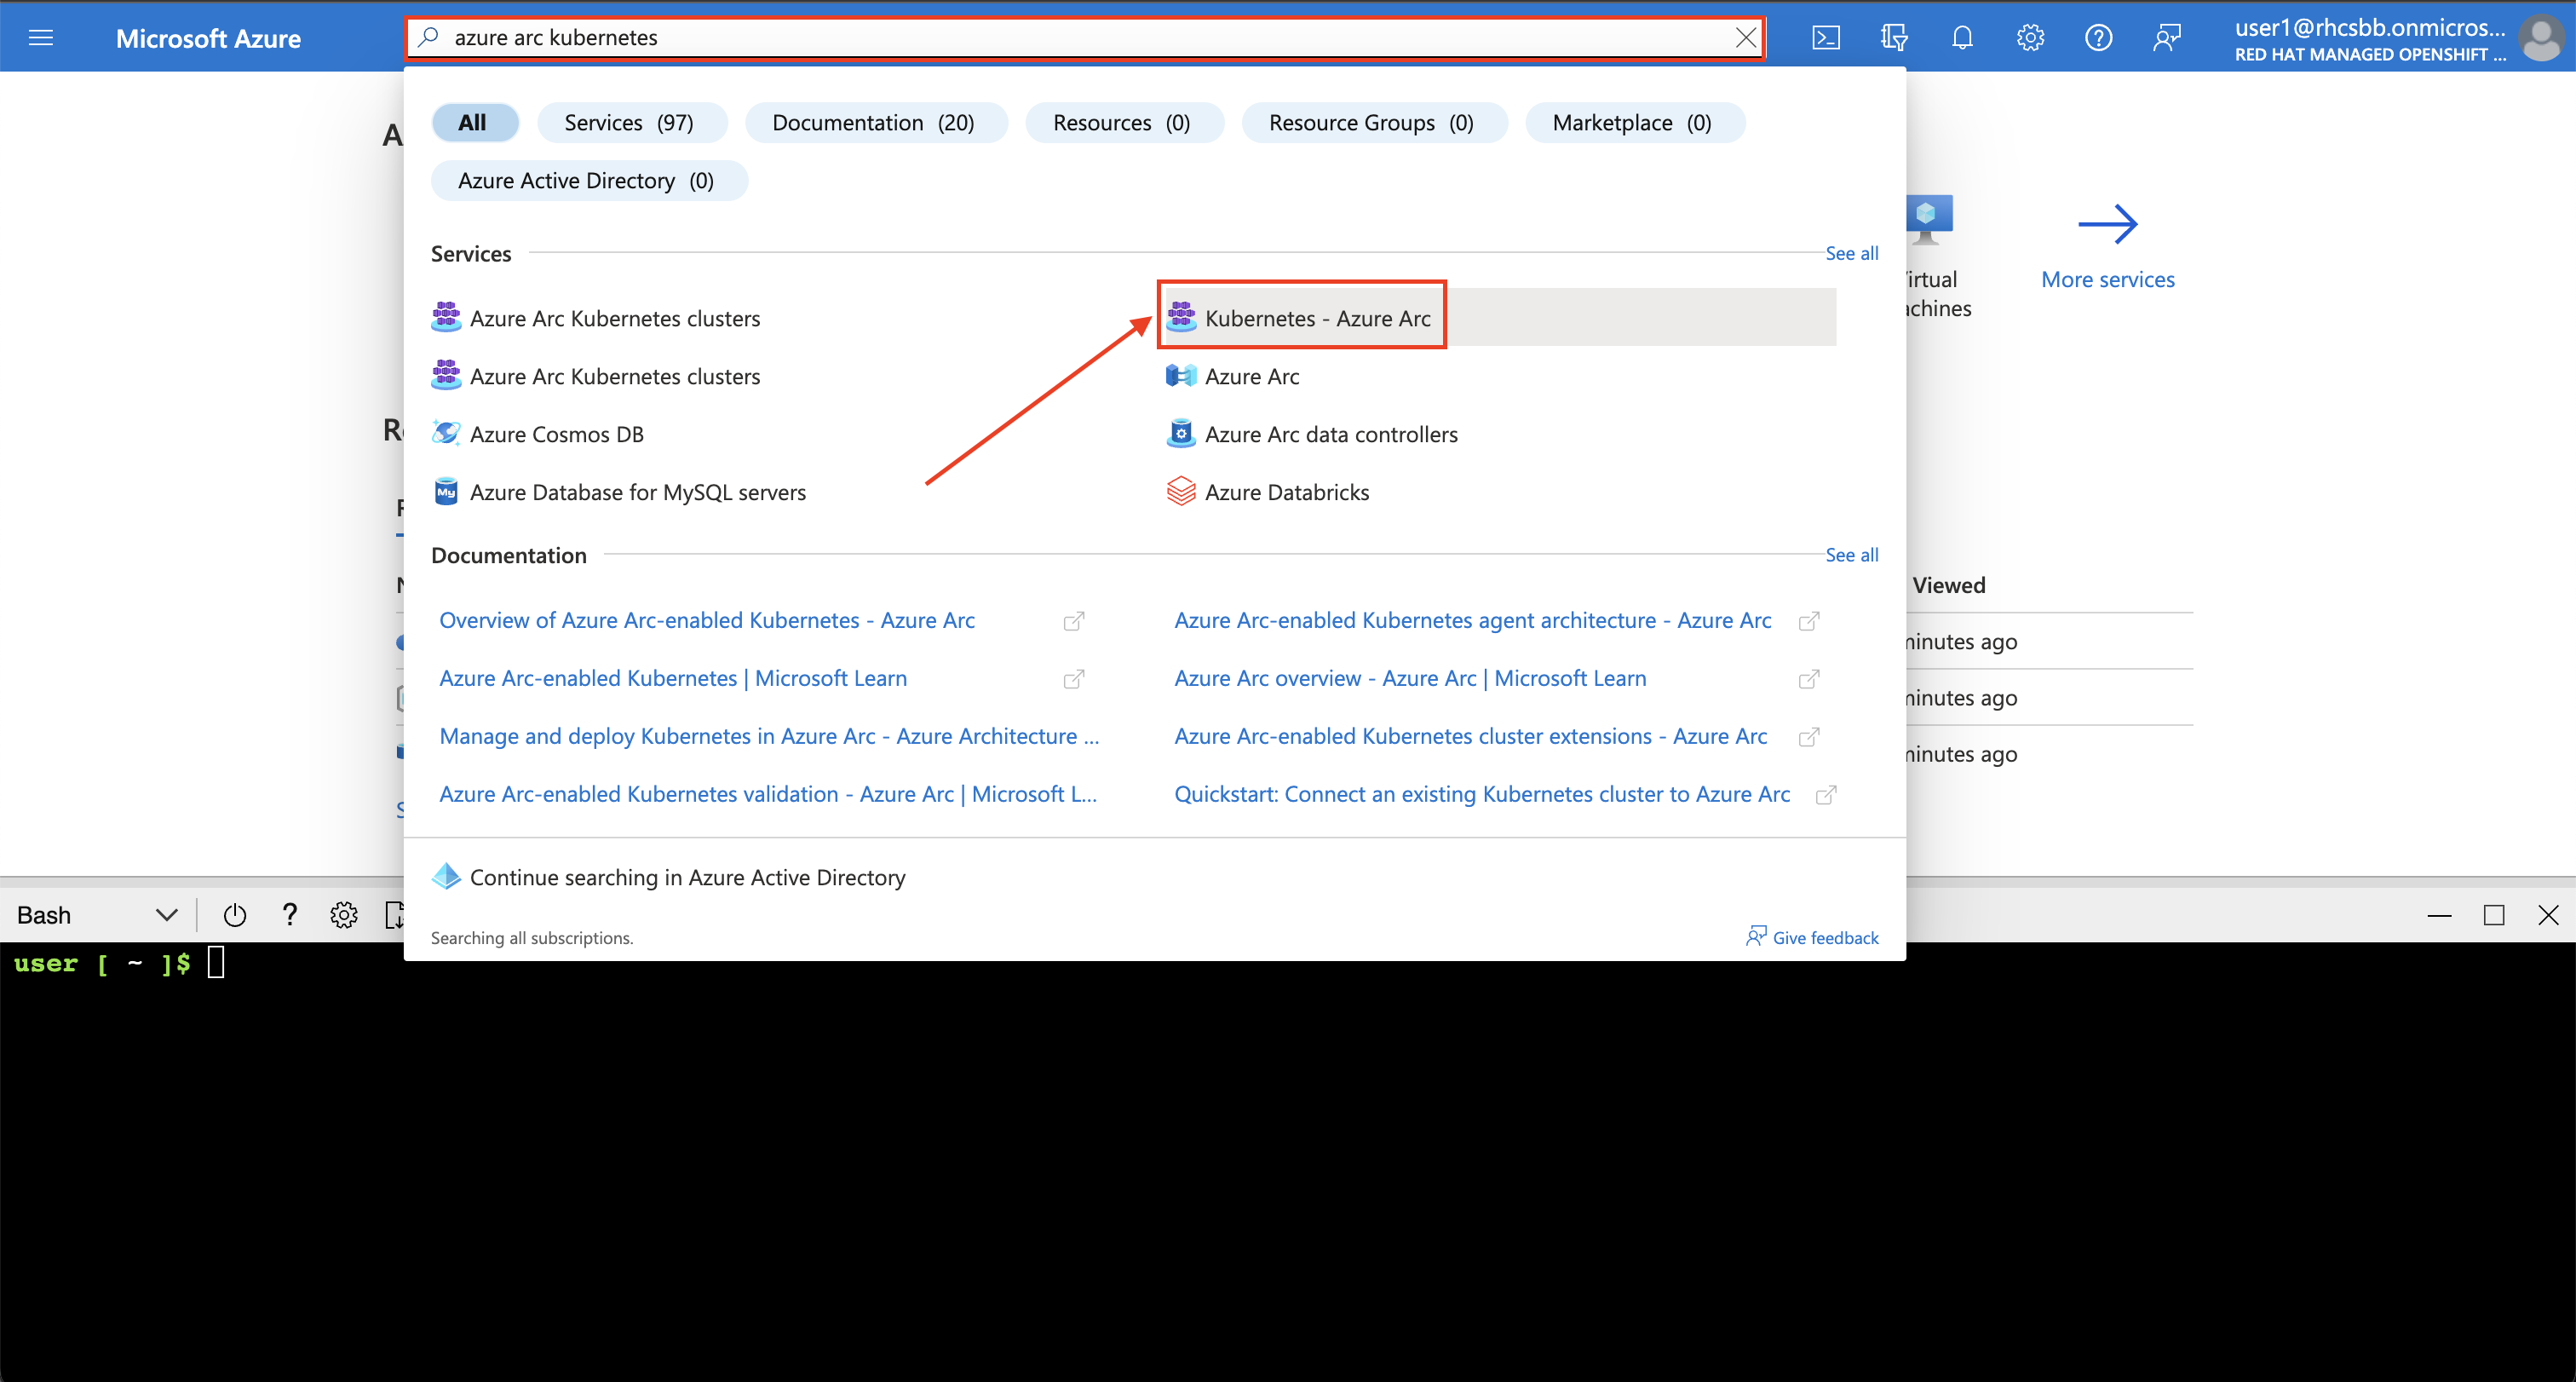 Microsoft Azure
azure arc kubernetes
user1@rhcsbb.onmicros...
RED HAT MANAGED OPENSHIFT ...
All
Services (97)
Documentation (20)
Resources (0)
Resource Groups (0)
Marketplace (0)
Azure Active Directory (0)
Services
See all
Azure Arc Kubernetes clusters
Kubernetes - Azure Arc
Azure Arc Kubernetes clusters
Azure Arc
Azure Cosmos DB
Azure Arc data controllers
Azure Database for MySQL servers
Azure Databricks
More services
Documentation
See all
Overview of Azure Arc-enabled Kubernetes - Azure Arc
Azure Arc-enabled Kubernetes agent architecture - Azure Arc
Azure Arc-enabled Kubernetes | Microsoft Learn
Azure Arc overview - Azure Arc | Microsoft Learn
Manage and deploy Kubernetes in Azure Arc - Azure Architecture ...
Azure Arc-enabled Kubernetes cluster extensions - Azure Arc
Azure Arc-enabled Kubernetes validation - Azure Arc | Microsoft L...
Quickstart: Connect an existing Kubernetes cluster to Azure Arc
Viewed
ago
ago
ago
Continue searching in Azure Active Directory
Searching all subscriptions.
Give feedback
Bash
user [ ~ ]$